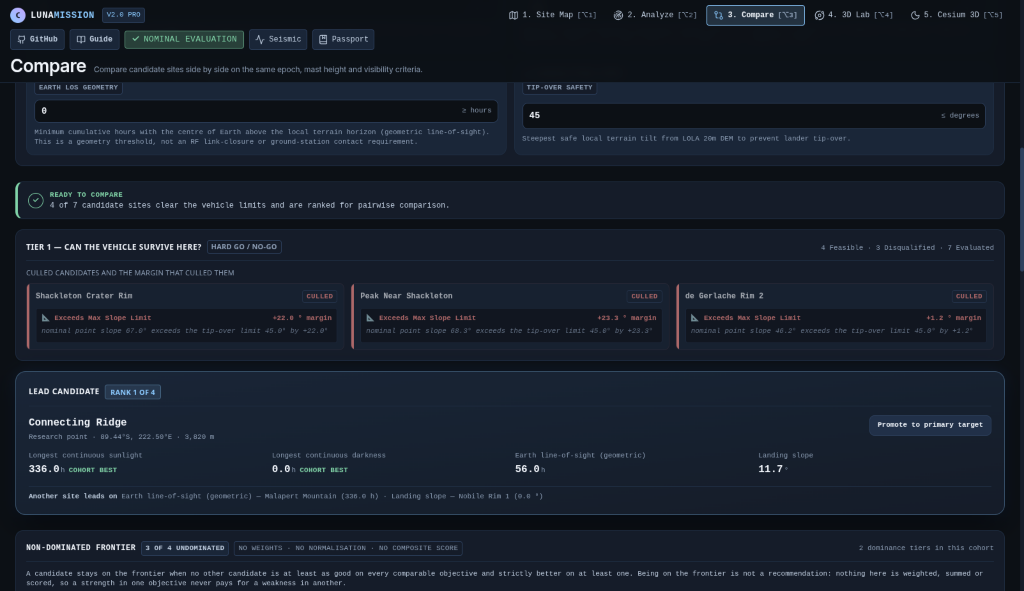 LUNAMISSION V2.0 PRO
1. Site Map [⌥1]
2. Analyze [⌥2]
3. Compare [⌥3]
4. 3D Lab [⌥4]
5. Cesium 3D [⌥5]
GitHub
Guide
NOMINAL EVALUATION
Seismic
Passport
Compare Compare candidate sites side by side on the same epoch, mast height and visibility criteria.
EARTH LOS GEOMETRY
0 ≥ hours
Minimum cumulative hours with the centre of Earth above the local terrain horizon (geometric line-of-sight).
This is a geometry threshold, not an RF link-closure or ground-station contact requirement.
TIP-OVER SAFETY
45 ≤ degrees
Steepest safe local terrain tilt from LOLA 20m DEM to prevent lander tip-over.
READY TO COMPARE
4 of 7 candidate sites clear the vehicle limits and are ranked for pairwise comparison.
TIER 1 — CAN THE VEHICLE SURVIVE HERE? HARD GO / NO-GO
4 Feasible · 3 Disqualified · 7 Evaluated
CULLED CANDIDATES AND THE MARGIN THAT CULLED THEM
Shackleton Crater Rim CULLED
Exceeds Max Slope Limit +22.0 ° margin
nominal point slope 67.0° exceeds the tip-over limit 45.0° by +22.0°
Peak Near Shackleton CULLED
Exceeds Max Slope Limit +23.3 ° margin
nominal point slope 68.3° exceeds the tip-over limit 45.0° by +23.3°
de Gerlache Rim 2 CULLED
Exceeds Max Slope Limit +1.2 ° margin
nominal point slope 46.2° exceeds the tip-over limit 45.0° by +1.2°
LEAD CANDIDATE RANK 1 OF 4
Connecting Ridge
Research point · 89.44°S, 222.50°E · 3,820 m
Promote to primary target
Longest continuous sunlight
336.0 h COHORT BEST
Longest continuous darkness
0.0 h COHORT BEST
Earth line-of-sight (geometric)
56.0 h
Landing slope
11.7 °
Another site leads on Earth line-of-sight (geometric) — Malapert Mountain (336.0 h) · Landing slope — Nobile Rim 1 (0.0 °)
NON-DOMINATED FRONTIER 3 OF 4 UNDOMINATED NO WEIGHTS · NO NORMALISATION · NO COMPOSITE SCORE
2 dominance tiers in this cohort
A candidate stays on the frontier when no other candidate is at least as good on every comparable objective and strictly better on at least one. Being on the frontier is not a recommendation: nothing here is weighted, summed or
scored, so a strength in one objective never pays for a weakness in another.